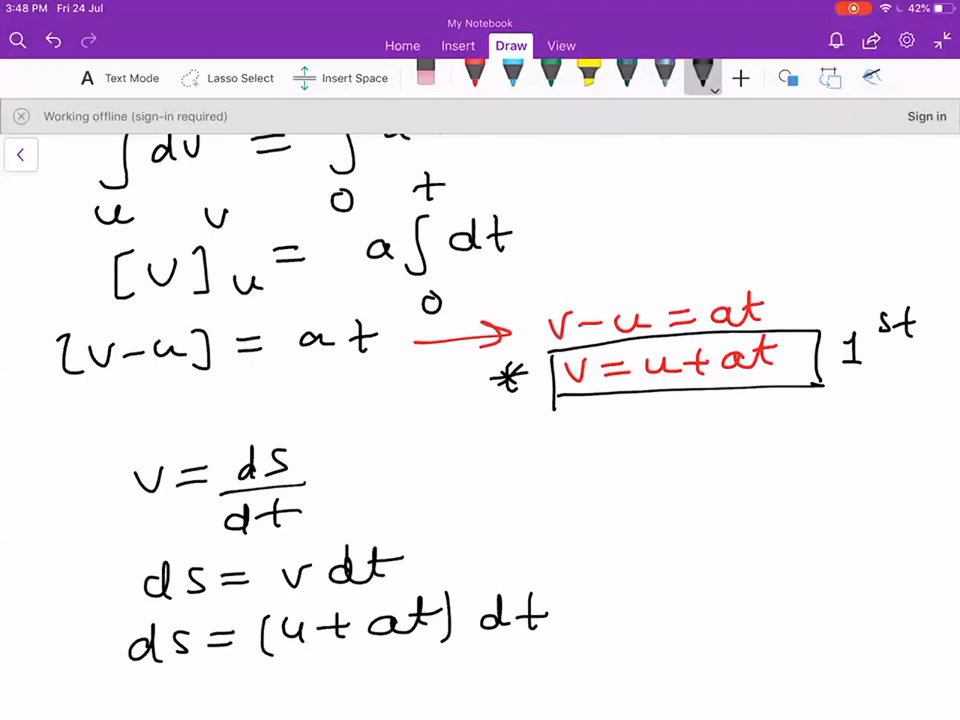 3:48 PM Fri 24 Jul
42%
My Notebook
Home Insert Draw View
A Text Mode Lasso Select Insert Space
Working offline (sign-in required) Sign in
∫dv = ∫
u v 0 t
[v]u = a∫dt
0
[v-u] = at → v-u = at
* v = u+at 1st
v = ds/dt
ds = v dt
ds = (u + at) dt